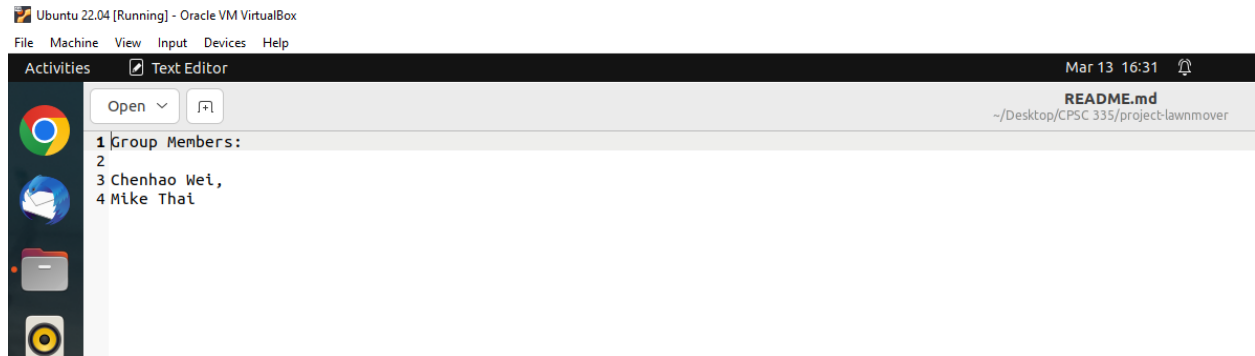 Ubuntu 22.04 [Running] - Oracle VM VirtualBox
File Machine View Input Devices Help
Activities Text Editor Mar 13 16:31
Open README.md
~/Desktop/CPSC 335/project-lawnmover
1 Group Members:
2
3 Chenhao Wei,
4 Mike Thai